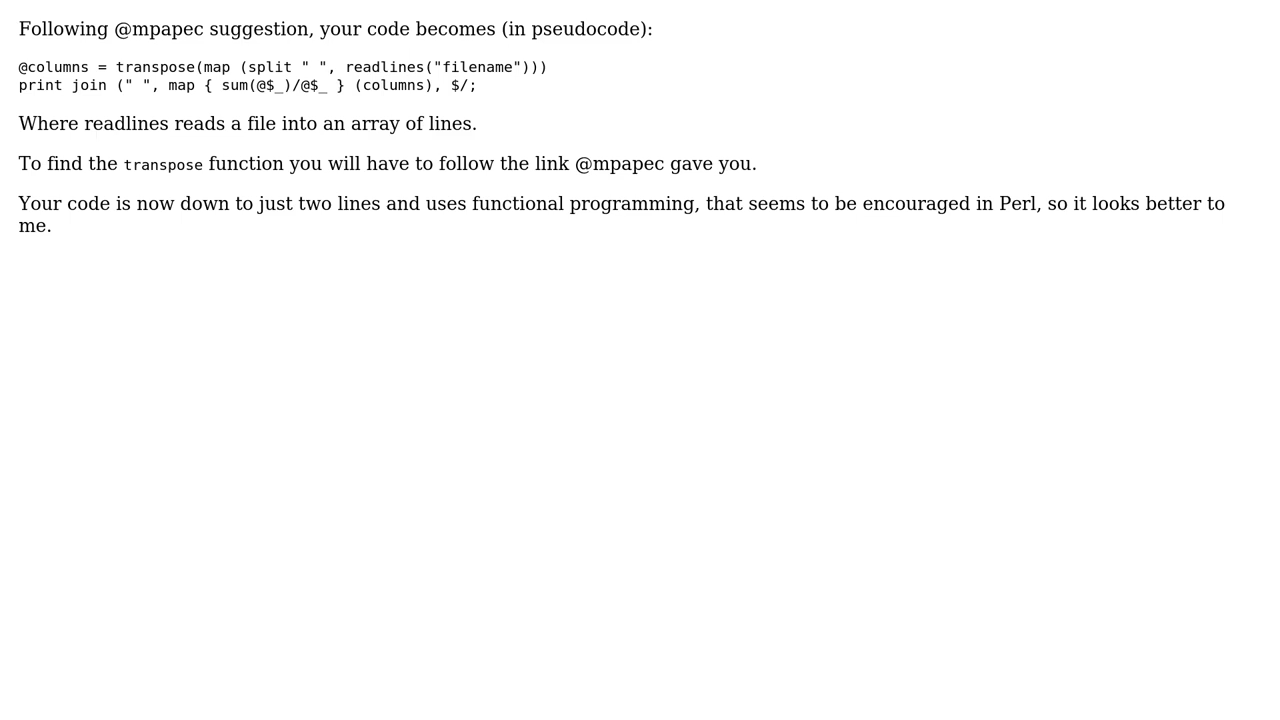 Following @mpapec suggestion, your code becomes (in pseudocode):
@columns = transpose(map (split " ", readlines("filename")))
print join (" ", map { sum(@$_)/@$_ } (columns), $/;
Where readlines reads a file into an array of lines.
To find the transpose function you will have to follow the link @mpapec gave you.
Your code is now down to just two lines and uses functional programming, that seems to be encouraged in Perl, so it looks better to
me.